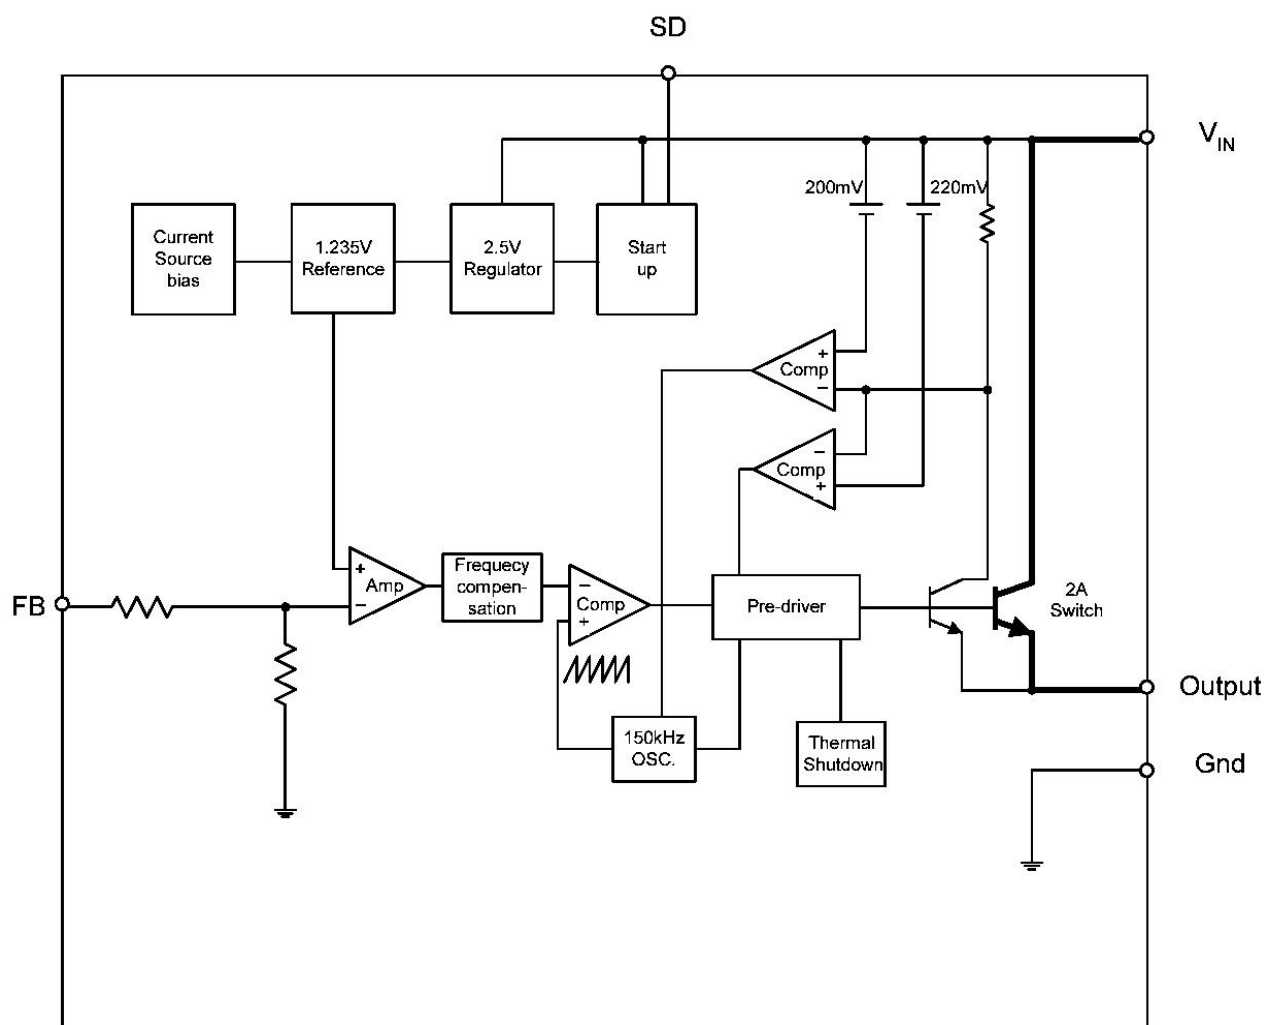 SD
V_IN
200mV
220mV
Current
Source
bias
1.235V
Reference
2.5V
Regulator
Start
up
+
Comp
−
−
Comp
+
Frequecy
compen-
sation
+
Amp
−
−
Comp
+
FB
Pre-driver
2A
Switch
Output
150kHz
OSC.
Thermal
Shutdown
Gnd